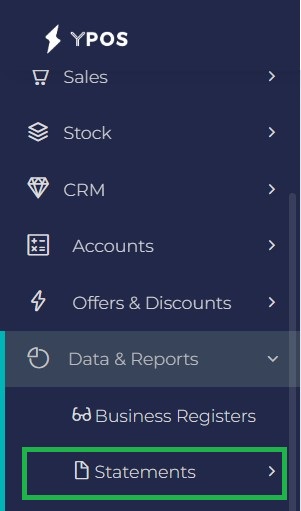 YPOS
Sales
Stock
CRM
Accounts
Offers & Discounts
Data & Reports
Business Registers
Statements